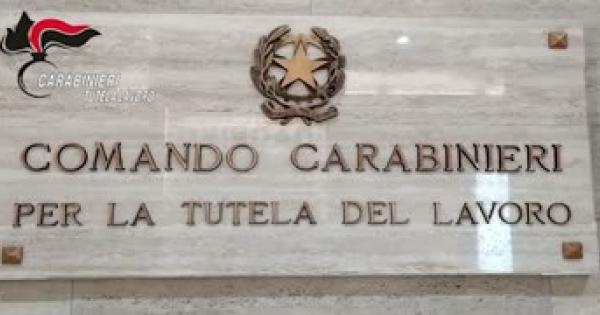 CARABINIERI
TUTELA LAVORO
COMANDO CARABINIERI
PER LA TUTELA DEL LAVORO